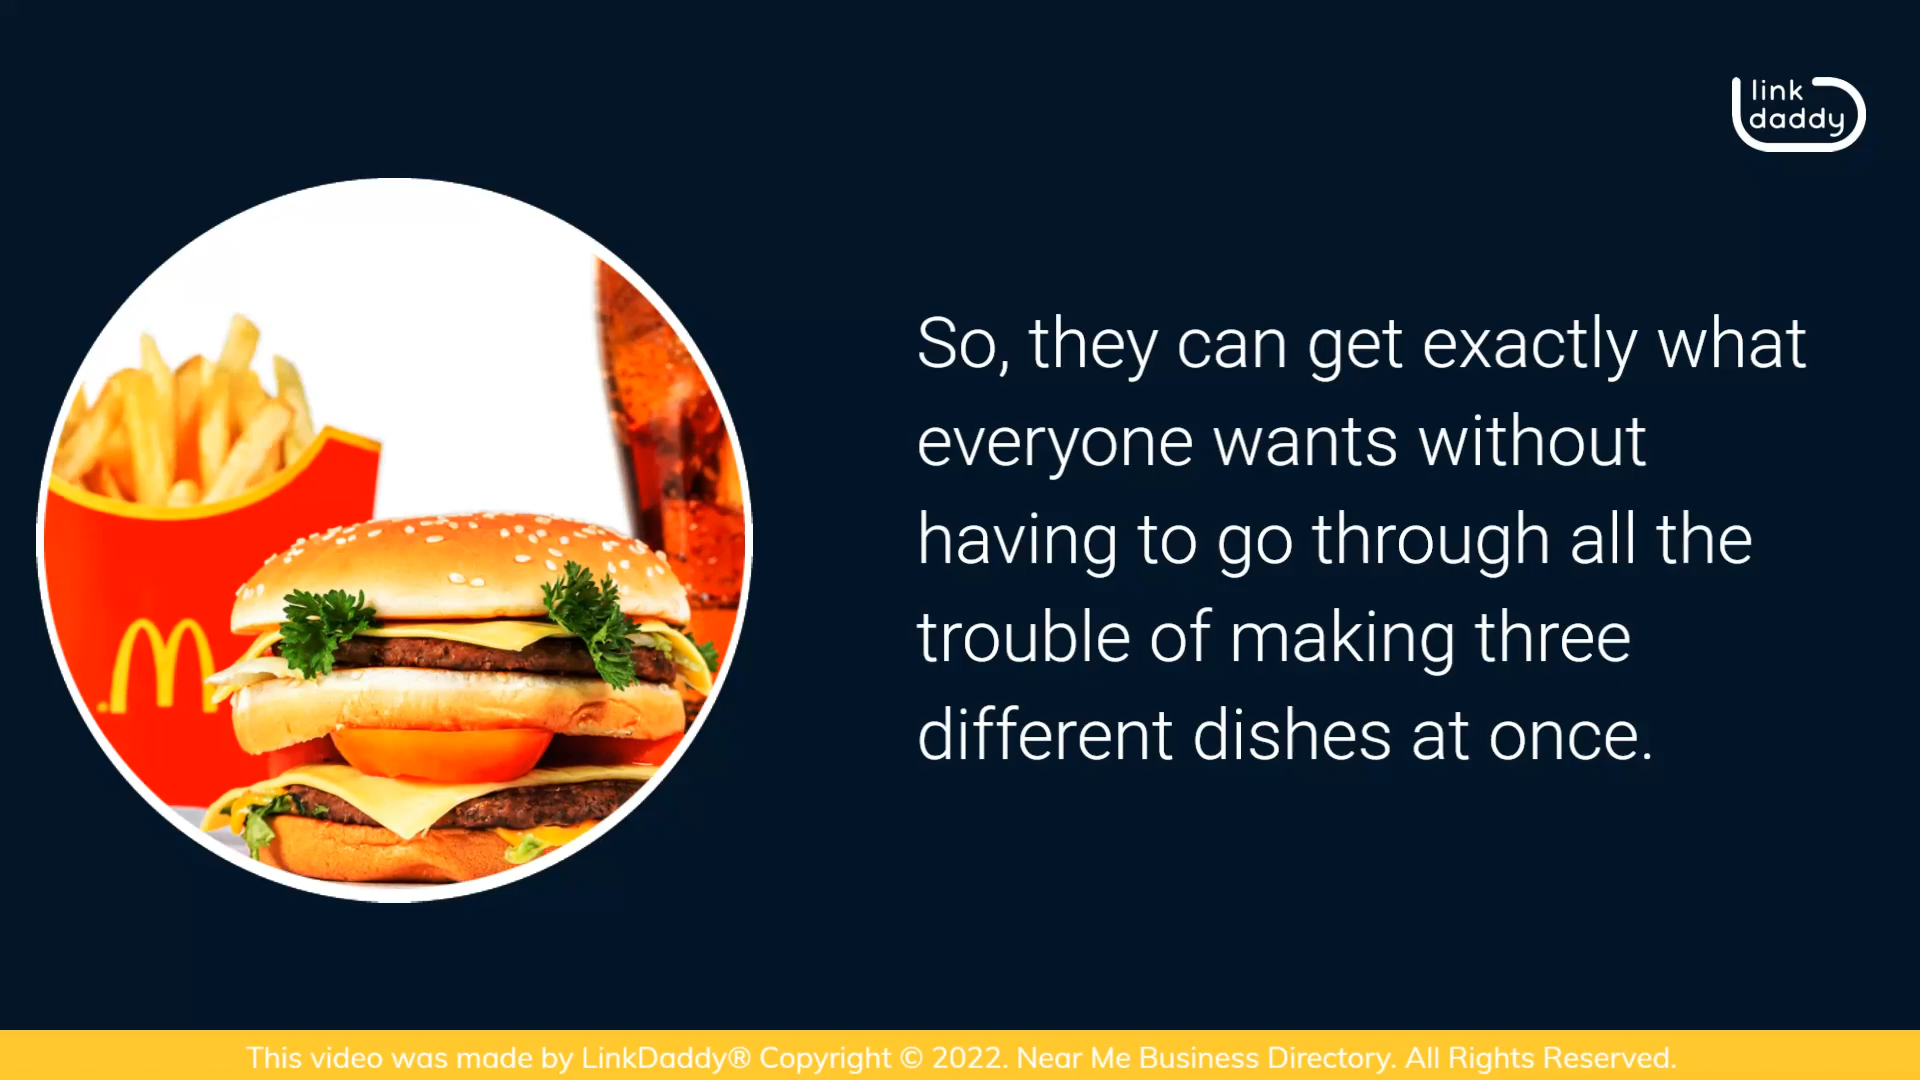 link
daddy
So, they can get exactly what
everyone wants without
having to go through all the
trouble of making three
different dishes at once.
This video was made by LinkDaddy® Copyright © 2022. Near Me Business Directory. All Rights Reserved.